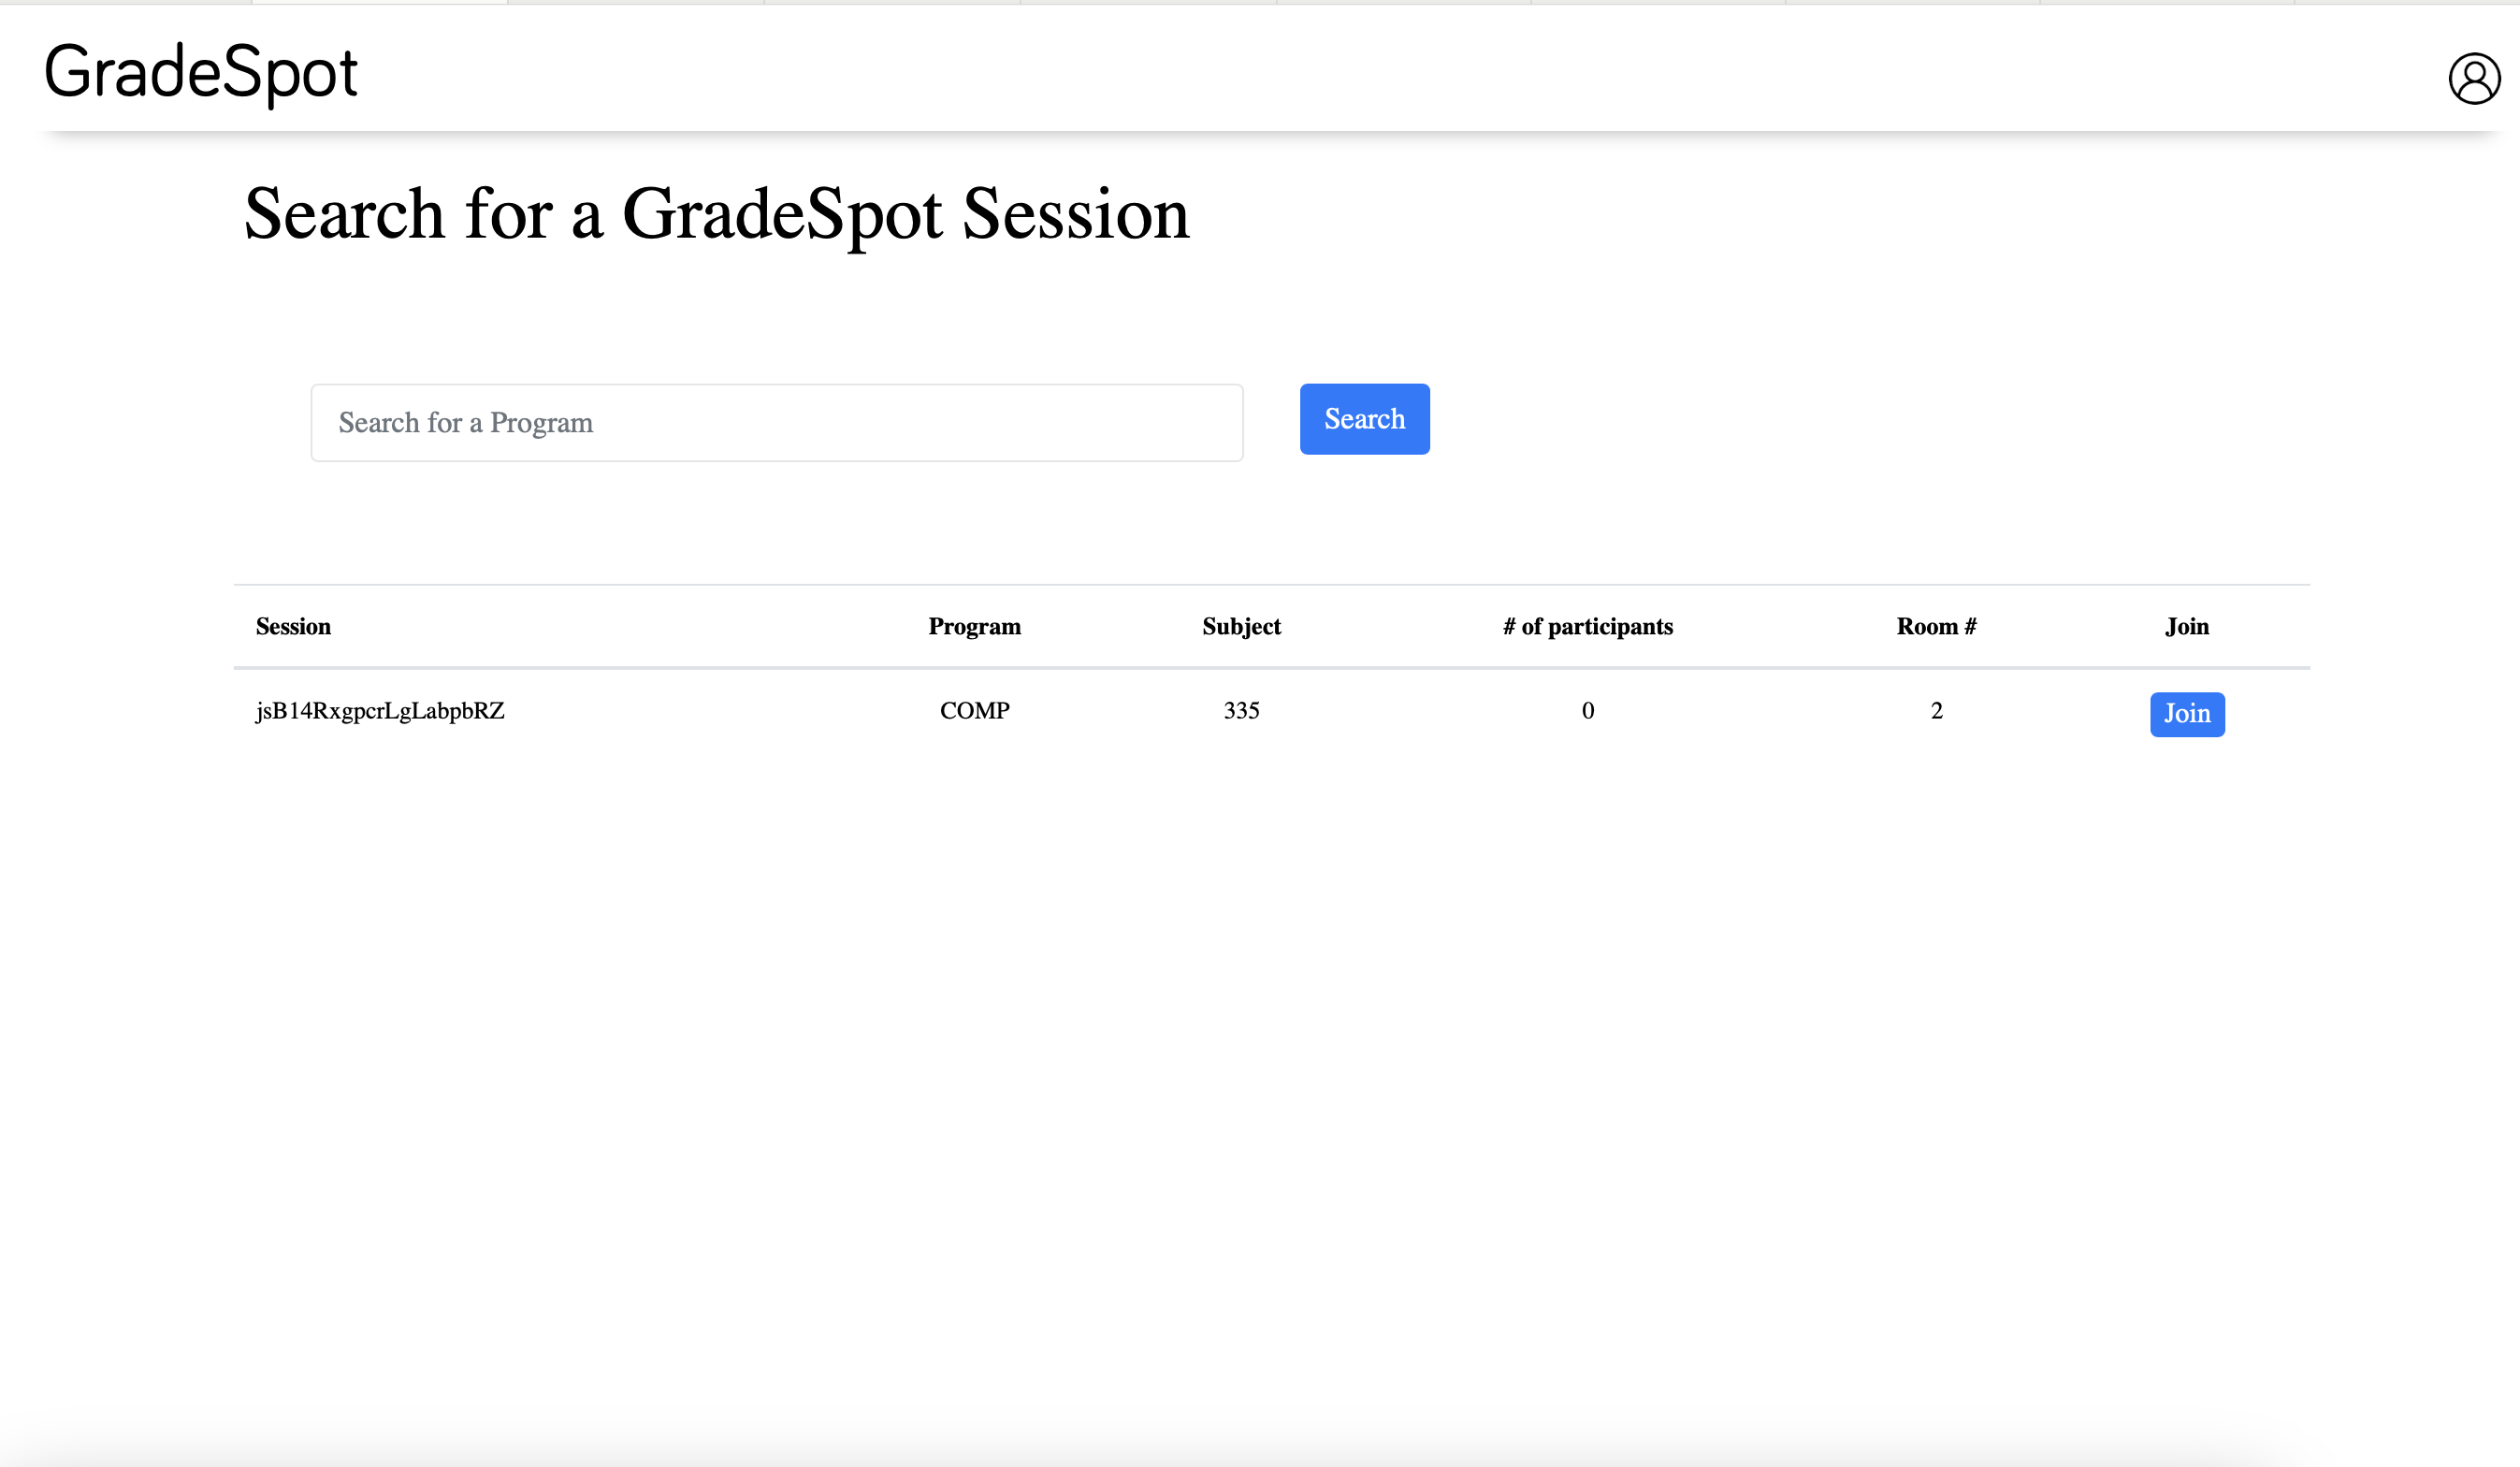 GradeSpot
Search for a GradeSpot Session
Search for a Program Search
Session Program Subject # of participants Room # Join
jsB14RxgpcrLgLabpbRZ COMP 335 0 2 Join